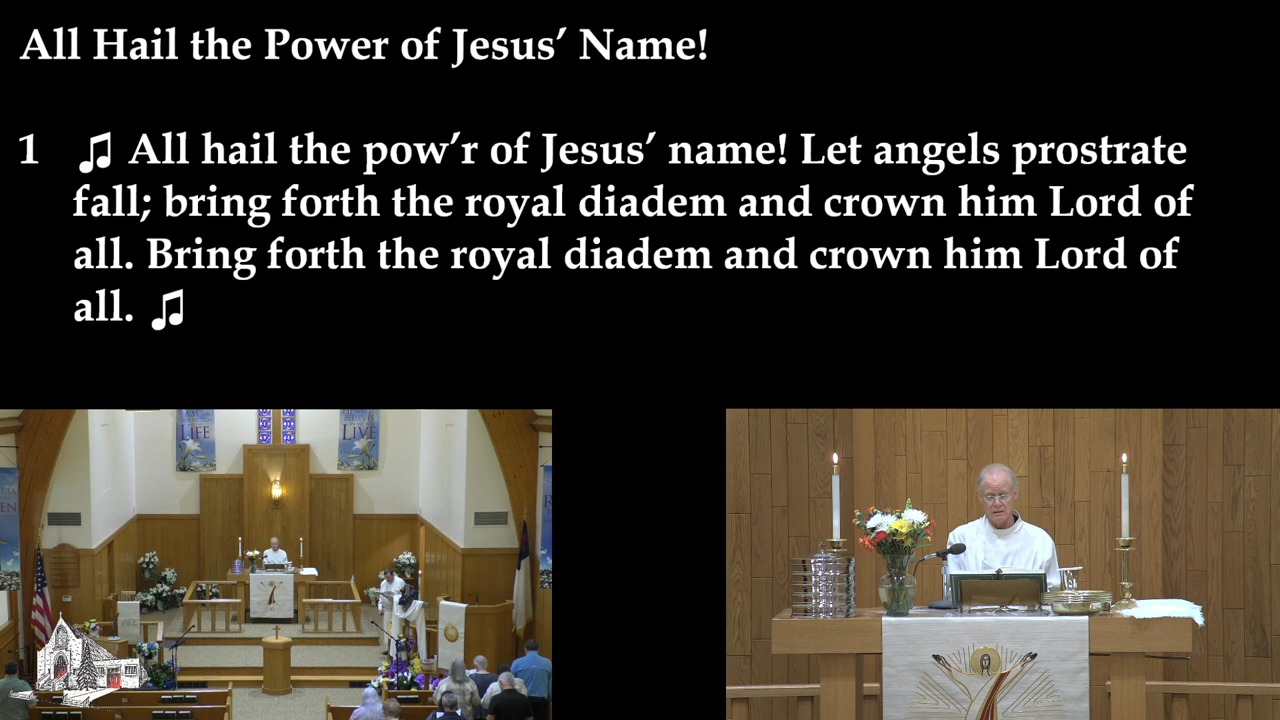 All Hail the Power of Jesus’ Name!
1 ♫ All hail the pow’r of Jesus’ name! Let angels prostrate
fall; bring forth the royal diadem and crown him Lord of
all. Bring forth the royal diadem and crown him Lord of
all. ♫
LIFE
LIVE